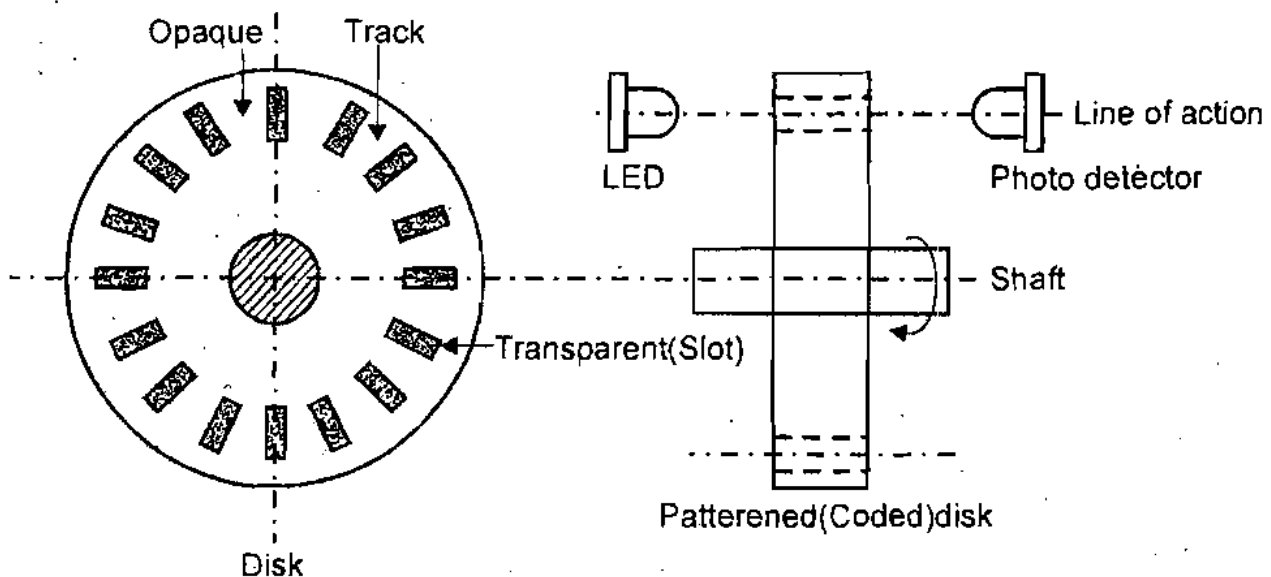 Opaque
Track
Line of action
LED
Photo detector
Shaft
Transparent(Slot)
Patterened(Coded)disk
Disk